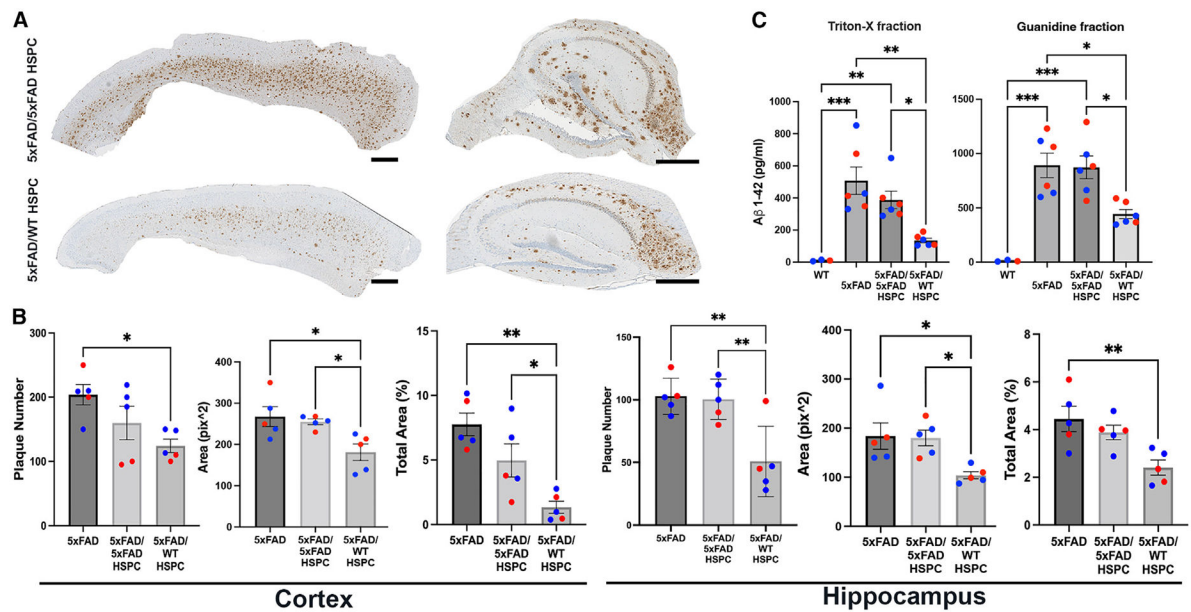 A
5xFAD/5xFAD HSPC
5xFAD/WT HSPC
C
Triton-X fraction
Guanidine fraction
Aβ 1-42 (pg/ml)
1000
800
600
400
200
0
***
**
**
*
WT
5xFAD
5xFAD/
5xFAD
HSPC
5xFAD/
WT
HSPC
1500
1000
500
0
***
***
*
*
WT
5xFAD
5xFAD/
5xFAD
HSPC
5xFAD/
WT
HSPC
B
Plaque Number
300
200
100
0
*
5xFAD
5xFAD/
5xFAD
HSPC
5xFAD/
WT
HSPC
Area (pix^2)
400
300
200
100
0
*
*
5xFAD
5xFAD/
5xFAD
HSPC
5xFAD/
WT HSPC
Total Area (%)
15
10
5
0
**
*
5xFAD
5xFAD/
5xFAD
HSPC
5xFAD/
WT HSPC
Plaque Number
150
100
50
0
**
**
5xFAD
5xFAD/
5xFAD HSPC
5xFAD/
WT HSPC
Area (pix^2)
400
300
200
100
0
*
*
5xFAD
5xFAD/
5xFAD
HSPC
5xFAD/
WT
HSPC
Total Area (%)
8
6
4
2
0
**
5xFAD
5xFAD/
5xFAD
HSPC
5xFAD/
WT
HSPC
Cortex
Hippocampus